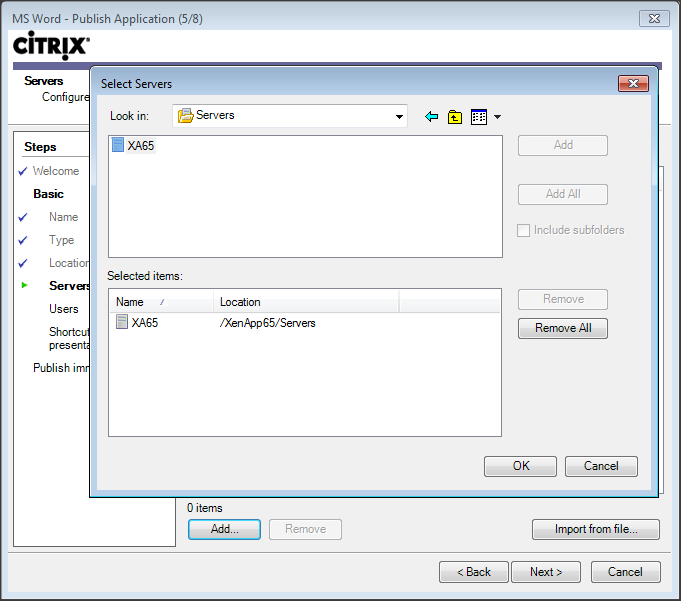 MS Word - Publish Application (5/8)
CITRIX
Servers
Configure
Select Servers
Look in:
Servers
XA65
Add
Add All
Include subfolders
Selected items:
Name
Location
XA65
/XenApp65/Servers
Remove
Remove All
OK
Cancel
Steps
Welcome
Basic
Name
Type
Location
Servers
Users
Shortcut
presenta
Publish imm
0 items
Add...
Remove
Import from file...
< Back
Next >
Cancel